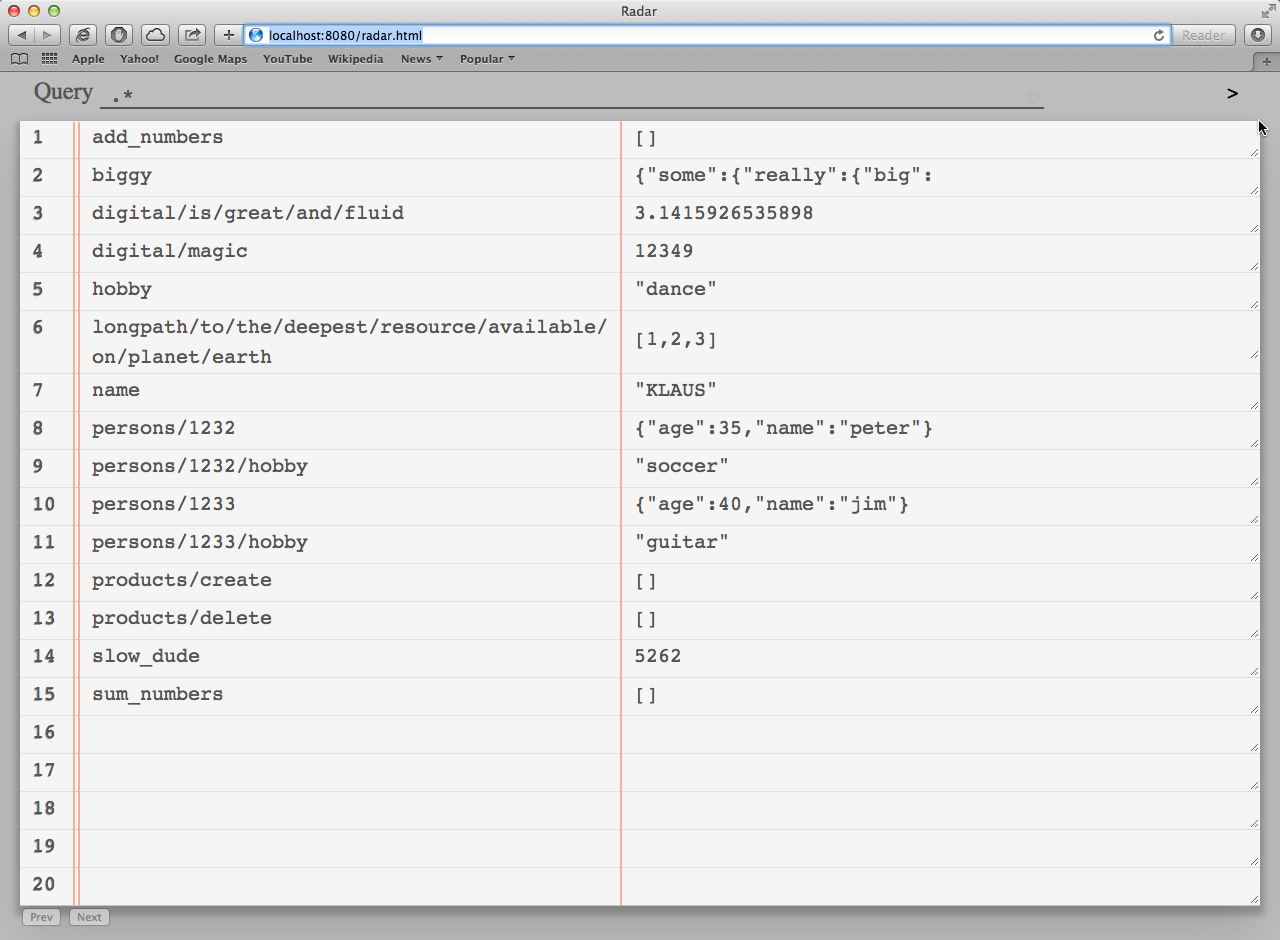 Radar
localhost:8080/radar.html
Reader
Apple Yahoo! Google Maps YouTube Wikipedia News Popular
Query .*
>
1 add_numbers []
2 biggy {"some":{"really":{"big":
3 digital/is/great/and/fluid 3.1415926535898
4 digital/magic 12349
5 hobby "dance"
6 longpath/to/the/deepest/resource/available/ [1,2,3]
on/planet/earth
7 name "KLAUS"
8 persons/1232 {"age":35,"name":"peter"}
9 persons/1232/hobby "soccer"
10 persons/1233 {"age":40,"name":"jim"}
11 persons/1233/hobby "guitar"
12 products/create []
13 products/delete []
14 slow_dude 5262
15 sum_numbers []
16
17
18
19
20
Prev Next